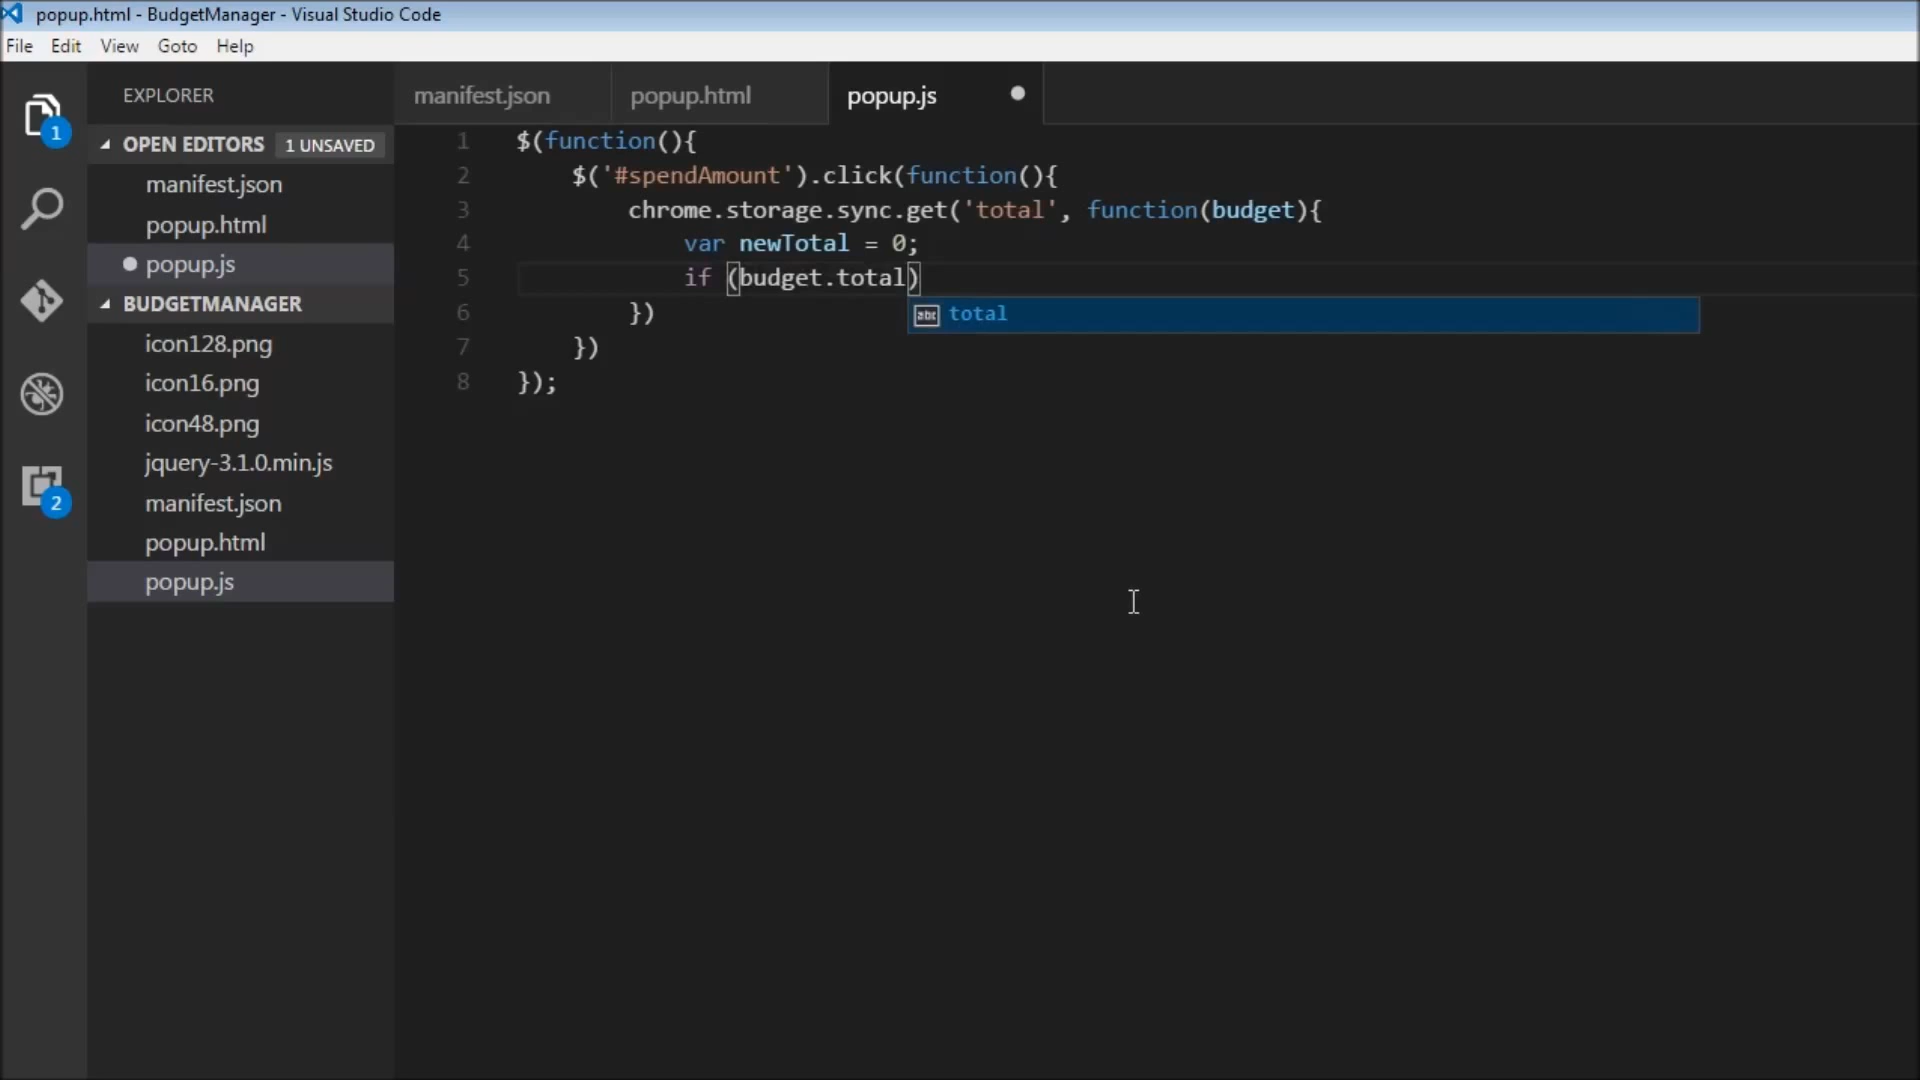 popup.html - BudgetManager - Visual Studio Code
File Edit View Goto Help
EXPLORER
OPEN EDITORS 1 UNSAVED
manifest.json
popup.html
popup.js
BUDGETMANAGER
icon128.png
icon16.png
icon48.png
jquery-3.1.0.min.js
manifest.json
popup.html
popup.js
1
2
manifest.json popup.html popup.js
1 $(function(){
2 $('#spendAmount').click(function(){
3 chrome.storage.sync.get('total', function(budget){
4 var newTotal = 0;
5 if (budget.total)
abc total
6 })
7 })
8 });